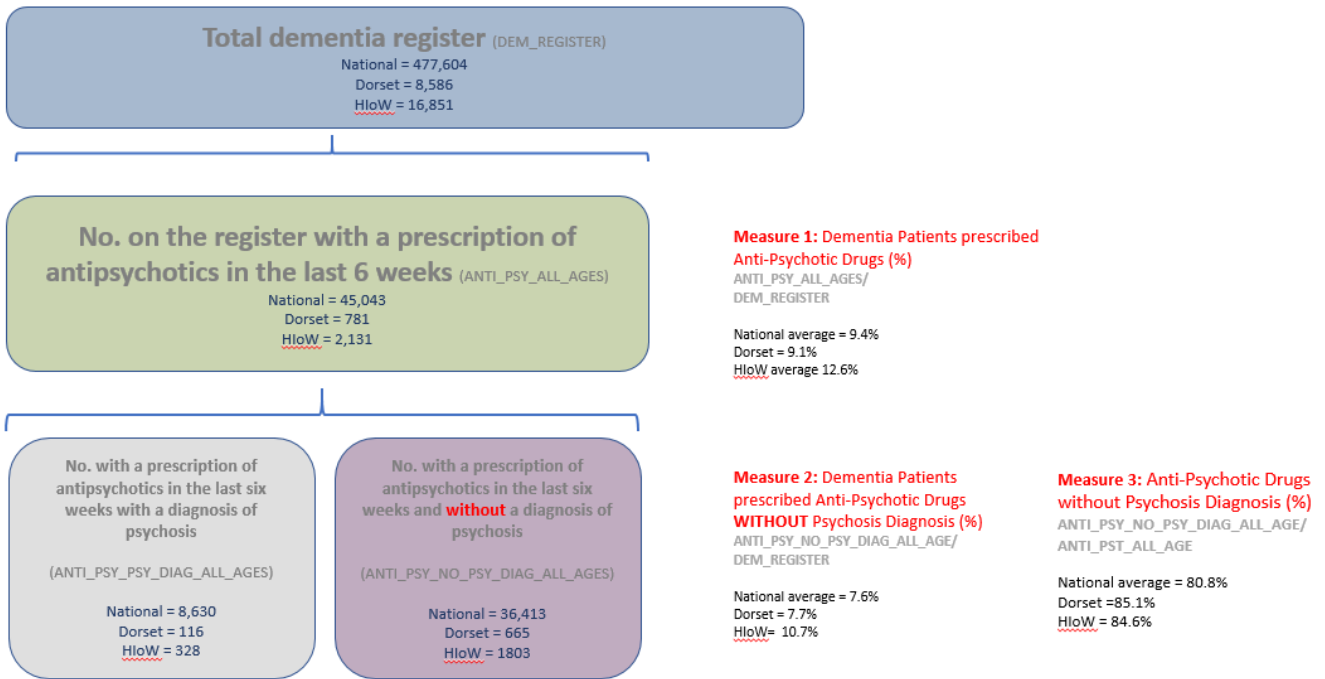 Total dementia register (DEM_REGISTER)
National = 477,604
Dorset = 8,586
HIoW = 16,851
No. on the register with a prescription of
antipsychotics in the last 6 weeks (ANTI_PSY_ALL_AGES)
National = 45,043
Dorset = 781
HIoW = 2,131
Measure 1: Dementia Patients prescribed
Anti-Psychotic Drugs (%)
ANTI_PSY_ALL_AGES/
DEM_REGISTER
National average = 9.4%
Dorset = 9.1%
HIoW average 12.6%
No. with a prescription of
antipsychotics in the last six
weeks with a diagnosis of
psychosis
(ANTI_PSY_PSY_DIAG_ALL_AGES)
National = 8,630
Dorset = 116
HIoW = 328
No. with a prescription of
antipsychotics in the last six
weeks and without a diagnosis of
psychosis
(ANTI_PSY_NO_PSY_DIAG_ALL_AGES)
National = 36,413
Dorset = 665
HIoW = 1803
Measure 2: Dementia Patients
prescribed Anti-Psychotic Drugs
WITHOUT Psychosis Diagnosis (%)
ANTI_PSY_NO_PSY_DIAG_ALL_AGE/
DEM_REGISTER
National average = 7.6%
Dorset = 7.7%
HIoW= 10.7%
Measure 3: Anti-Psychotic Drugs
without Psychosis Diagnosis (%)
ANTI_PSY_NO_PSY_DIAG_ALL_AGE/
ANTI_PST_ALL_AGE
National average = 80.8%
Dorset =85.1%
HIoW = 84.6%